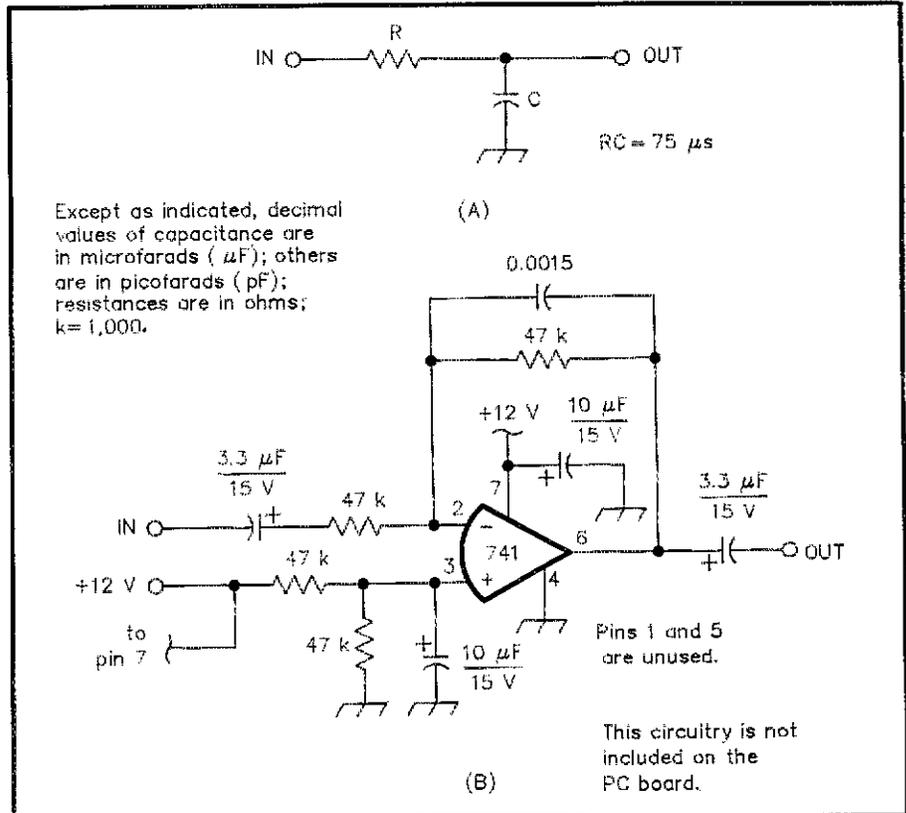 R
IN
OUT
C
RC = 75 μs
(A)
Except as indicated, decimal
values of capacitance are
in microfarads ( μF); others
are in picofarads ( pF);
resistances are in ohms;
k= 1,000.
0.0015
47 k
+12 V
10 μF
15 V
3.3 μF
15 V
+
47 k
7
+
3.3 μF
15 V
IN
2
−
741
6
+
OUT
+12 V
47 k
3
+
4
to
pin 7
47 k
+
10 μF
15 V
Pins 1 and 5
are unused.
This circuitry is not
included on the
PC board.
(B)